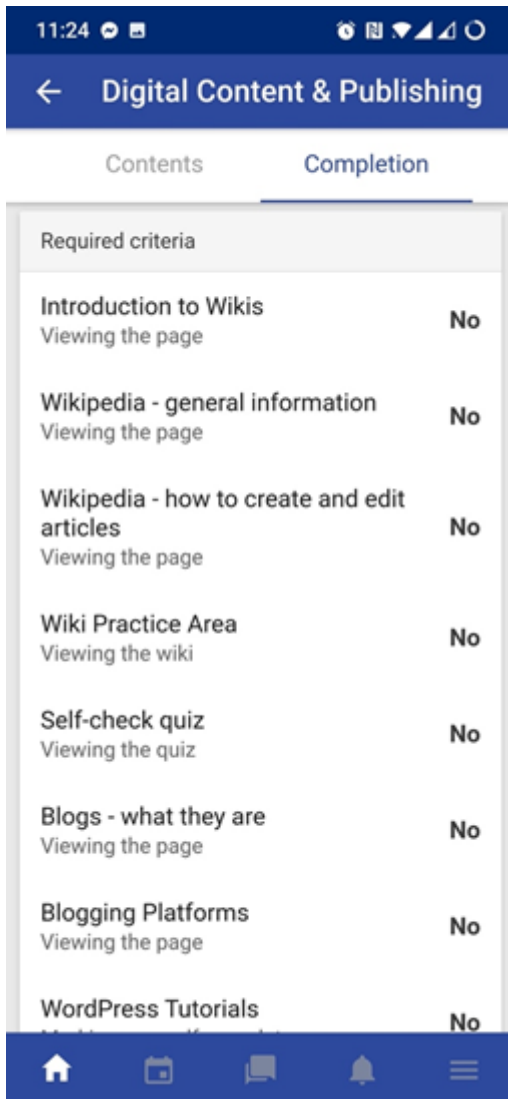 11:24
Digital Content & Publishing
Contents
Completion
Required criteria
Introduction to Wikis
Viewing the page
No
Wikipedia - general information
Viewing the page
No
Wikipedia - how to create and edit
articles
Viewing the page
No
Wiki Practice Area
Viewing the wiki
No
Self-check quiz
Viewing the quiz
No
Blogs - what they are
Viewing the page
No
Blogging Platforms
Viewing the page
No
WordPress Tutorials
No